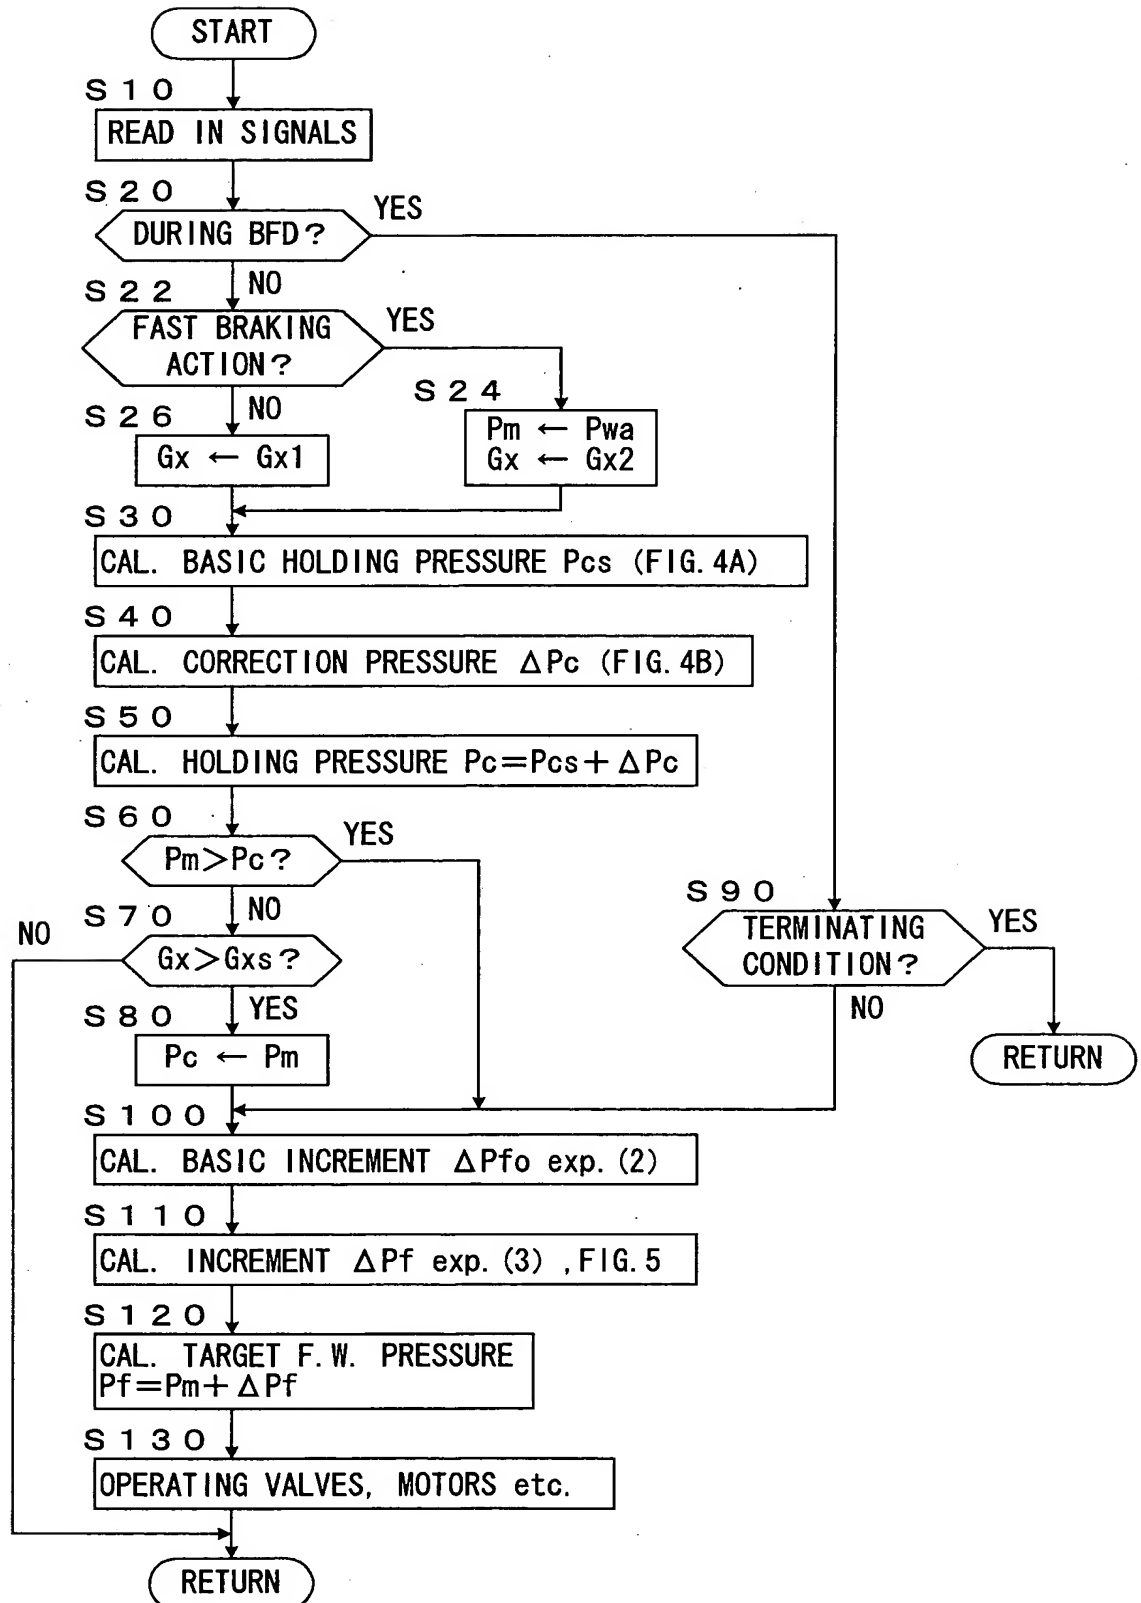 START
S10
READ IN SIGNALS
S20
YES
DURING BFD?
NO
S22
YES
FAST BRAKING
ACTION?
S24
NO
S26
Pm ← Pwa
Gx ← Gx2
Gx ← Gx1
S30
CAL. BASIC HOLDING PRESSURE Pcs (FIG. 4A)
S40
CAL. CORRECTION PRESSURE ΔPc (FIG. 4B)
S50
CAL. HOLDING PRESSURE Pc=Pcs+ΔPc
S60
YES
Pm>Pc?
S90
NO
S70
NO
TERMINATING
CONDITION?
YES
Gx>Gxs?
YES
NO
S80
Pc ← Pm
RETURN
S100
CAL. BASIC INCREMENT ΔPfo exp. (2)
S110
CAL. INCREMENT ΔPf exp. (3) , FIG. 5
S120
CAL. TARGET F. W. PRESSURE
Pf=Pm+ΔPf
S130
OPERATING VALVES, MOTORS etc.
RETURN